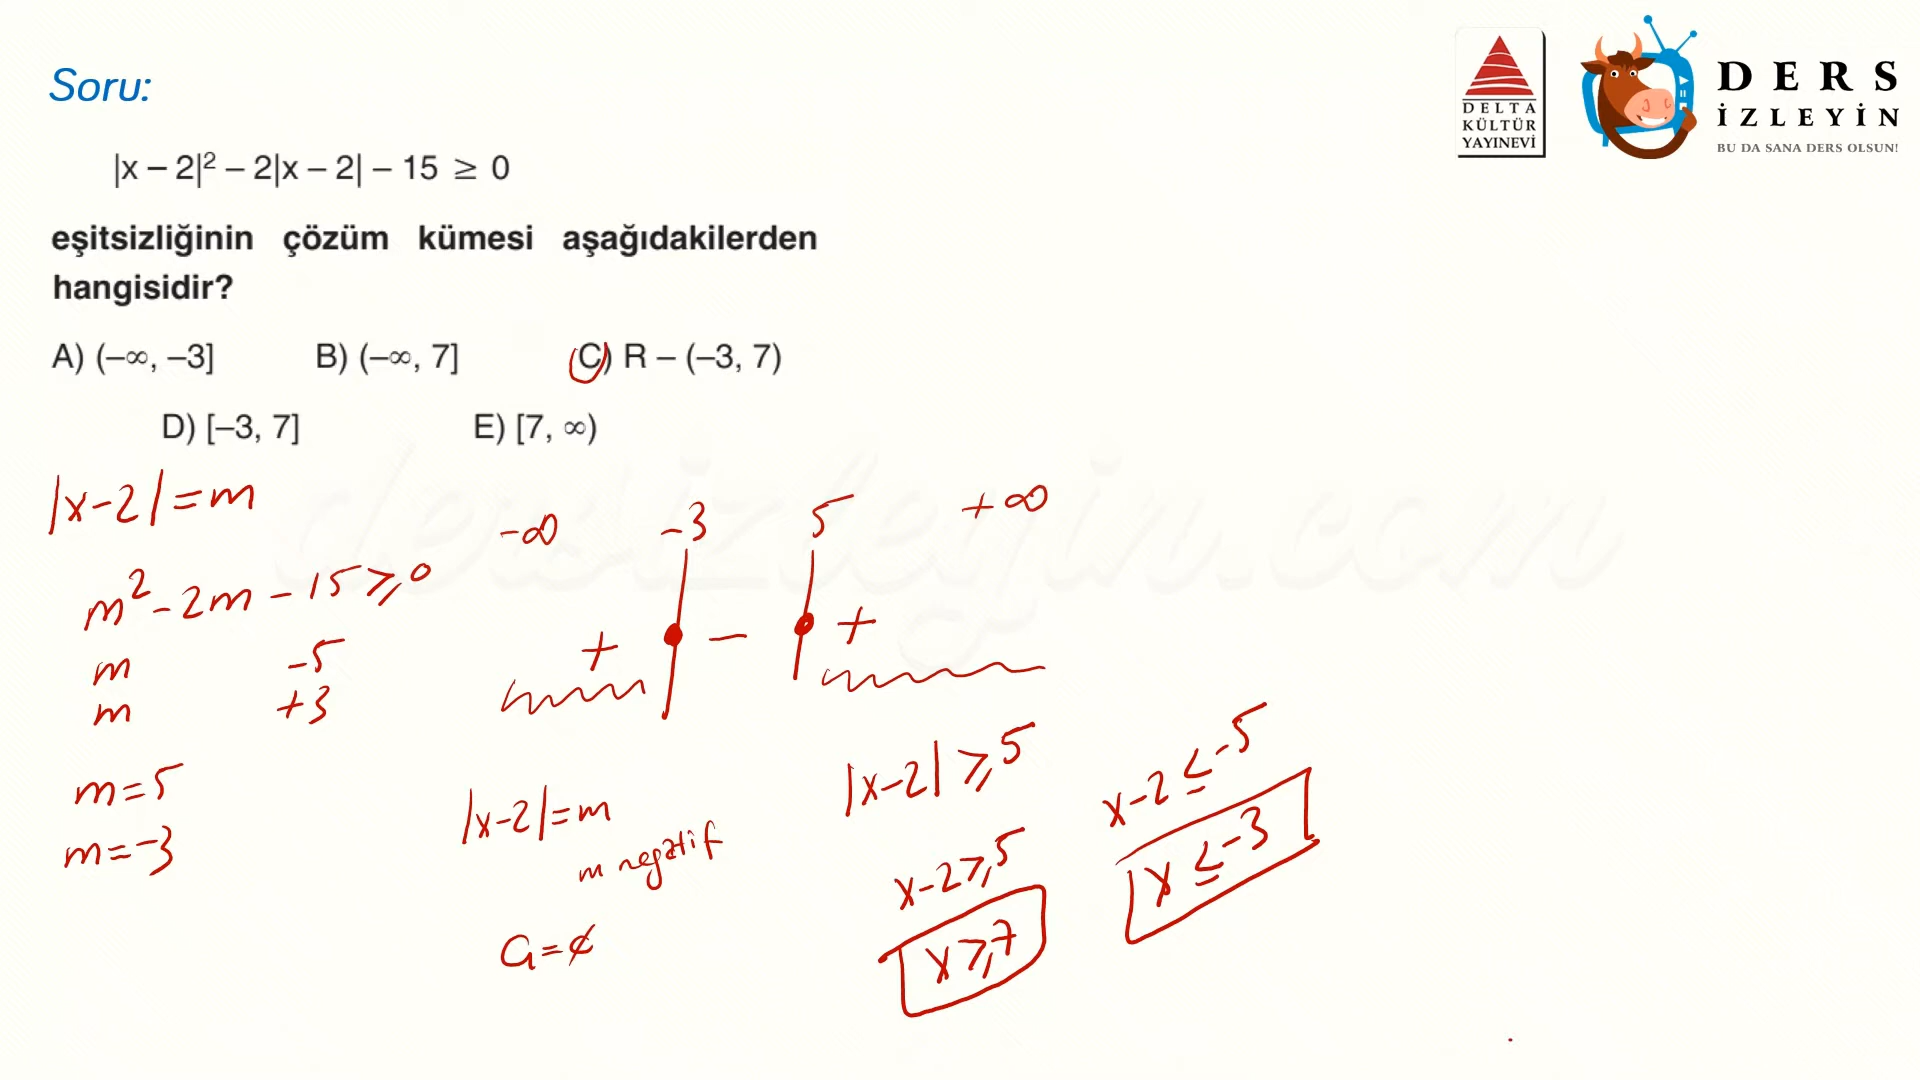 Soru:
DELTA
KÜLTÜR
YAYINEVİ
DERS
İZLEYİN
BU DA SANA DERS OLSUN!
|x – 2|² – 2|x – 2| – 15 ≥ 0
eşitsizliğinin çözüm kümesi aşağıdakilerden
hangisidir?
A) (–∞, –3] B) (–∞, 7] C) R – (–3, 7)
D) [–3, 7] E) [7, ∞)
dersizleyin.com
|x-2|=m
-∞ -3 5 +∞
m²-2m-15≥0
m -5
m +3
+ - +
m=5
m=-3
|x-2|=m
m negatif
Ç=∅
|x-2|≥5
x-2≥5
x≥7
x-2≤-5
x≤-3